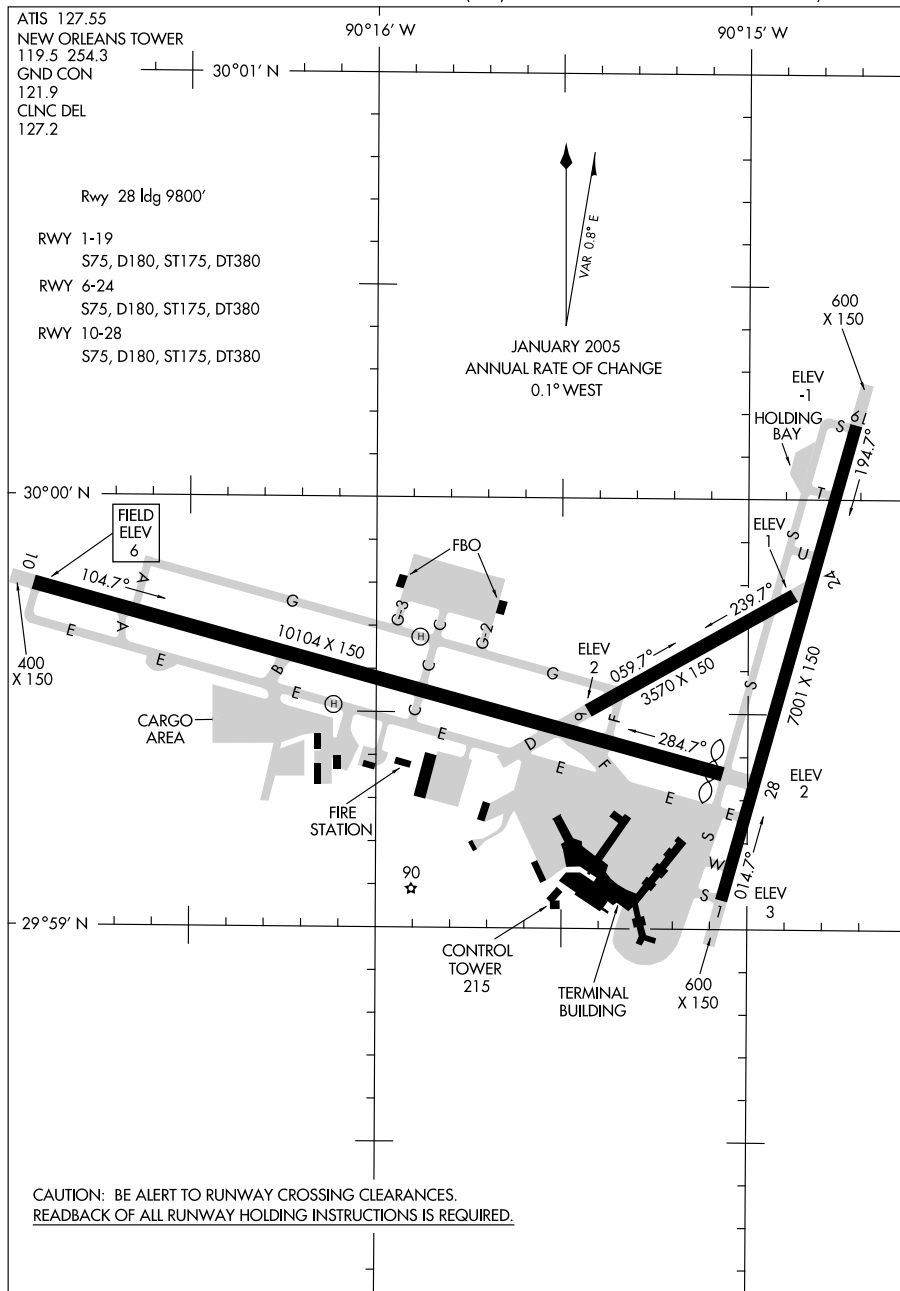 ATIS 127.55
NEW ORLEANS TOWER
119.5 254.3
GND CON
121.9
CLNC DEL
127.2
90°16' W
90°15' W
30°01' N
Rwy 28 ldg 9800'
RWY 1-19
S75, D180, ST175, DT380
RWY 6-24
S75, D180, ST175, DT380
RWY 10-28
S75, D180, ST175, DT380
VAR 0.8° E
JANUARY 2005
ANNUAL RATE OF CHANGE
0.1° WEST
600
X 150
ELEV
-1
HOLDING
BAY
S
19
194.7°
T
30°00' N
FIELD
ELEV
6
10
104.7°
A
A
G
FBO
G-3
C
H
G-2
ELEV
1
S
U
24
239.7°
059.7°
3570 X 150
ELEV
2
6
F
G
10104 X 150
E
E
B
E
H
C
C
E
D
E
F
E
284.7°
S
7001 X 150
400
X 150
CARGO
AREA
FIRE
STATION
28
ELEV
2
E
S
W
S
1
014.7°
ELEV
3
90
29°59' N
CONTROL
TOWER
215
TERMINAL
BUILDING
600
X 150
CAUTION: BE ALERT TO RUNWAY CROSSING CLEARANCES.
READBACK OF ALL RUNWAY HOLDING INSTRUCTIONS IS REQUIRED.